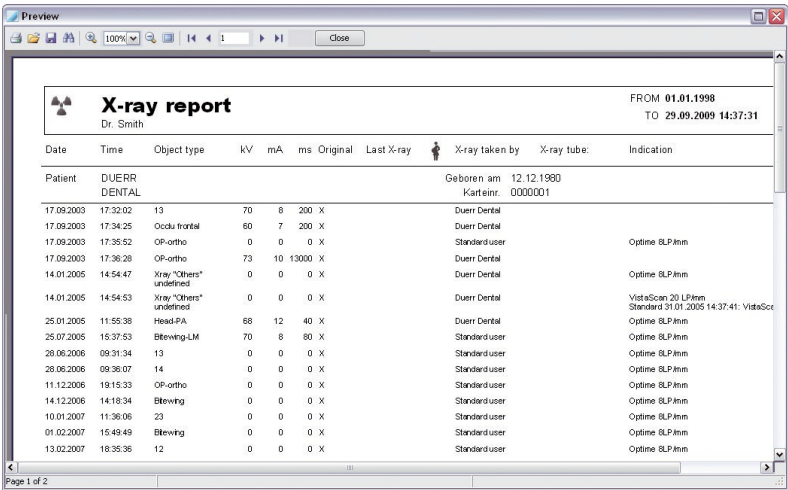 Preview
100% 1 Close
X-ray report
Dr. Smith
FROM 01.01.1998
TO 29.09.2009 14:37:31
Date Time Object type kV mA ms Original Last X-ray X-ray taken by X-ray tube: Indication
Patient DUERR Geboren am 12.12.1980
DENTAL Karteinr. 0000001
17.09.2003 17:32:02 13 70 8 200 X Duerr Dental
17.09.2003 17:34:25 Occlu frontal 60 7 200 X Duerr Dental
17.09.2003 17:35:52 OP-ortho 0 0 0 X Standard user Optime 8LP/mm
17.09.2003 17:36:28 OP-ortho 73 10 13000 X Duerr Dental
14.01.2005 14:54:47 Xray "Others" 0 0 0 X Duerr Dental Optime 8LP/mm
undefined
14.01.2005 14:54:53 Xray "Others" 0 0 0 X Duerr Dental VistaScan 20 LP/mm
undefined Standard 31.01.2005 14:37:41: VistaSca
25.01.2005 11:55:38 Head-PA 68 12 40 X Duerr Dental Optime 8LP/mm
25.07.2005 15:37:53 Bitewing-LM 70 8 80 X Standard user Optime 8LP/mm
28.06.2006 09:31:34 13 0 0 0 X Standard user Optime 8LP/mm
28.06.2006 09:36:07 14 0 0 0 X Standard user Optime 8LP/mm
11.12.2006 19:15:33 OP-ortho 0 0 0 X Standard user Optime 8LP/mm
14.12.2006 14:18:34 Bitewing 0 0 0 X Standard user Optime 8LP/mm
10.01.2007 11:36:06 23 0 0 0 X Standard user Optime 8LP/mm
01.02.2007 15:49:49 Bitewing 0 0 0 X Standard user Optime 8LP/mm
13.02.2007 18:35:36 12 0 0 0 X Standard user Optime 8LP/mm
Page 1 of 2